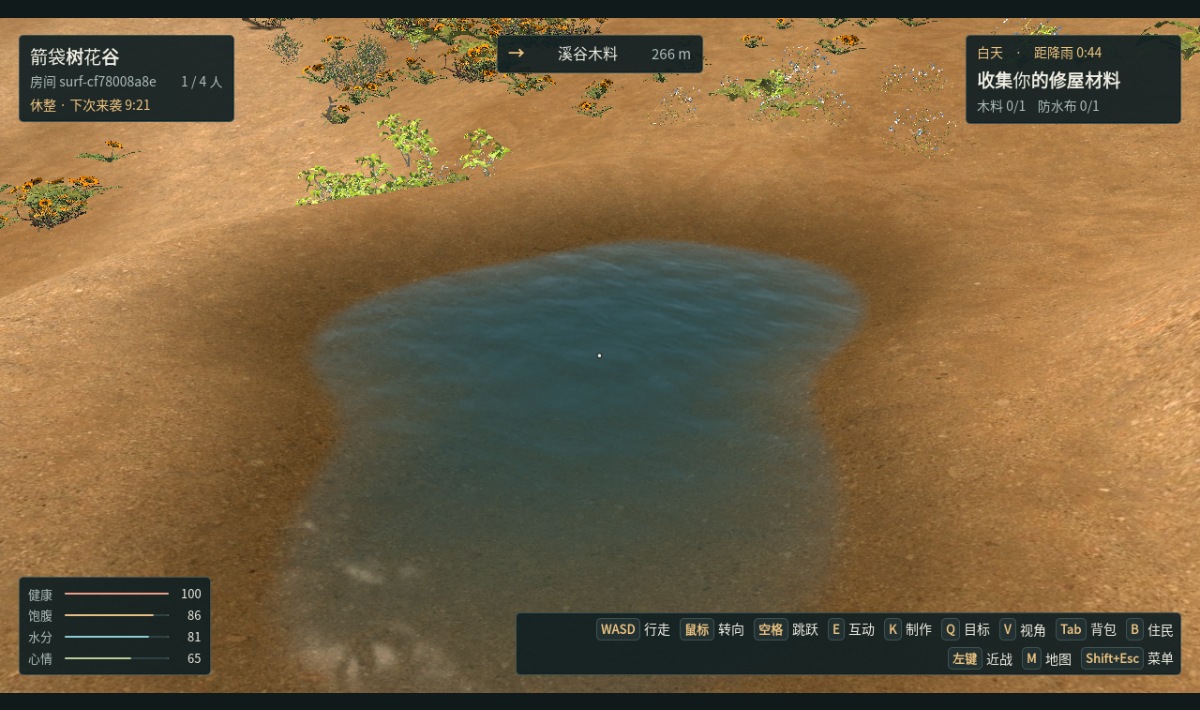 箭袋树花谷
房间 surf-cf78008a8e 1 / 4 人
休整 · 下次来袭 9:21
→ 溪谷木料 266 m
白天 · 距降雨 0:44
收集你的修屋材料
木料 0/1 防水布 0/1
健康 100
饱腹 86
水分 81
心情 65
WASD 行走 鼠标 转向 空格 跳跃 E 互动 K 制作 Q 目标 V 视角 Tab 背包 B 住民
左键 近战 M 地图 Shift+Esc 菜单